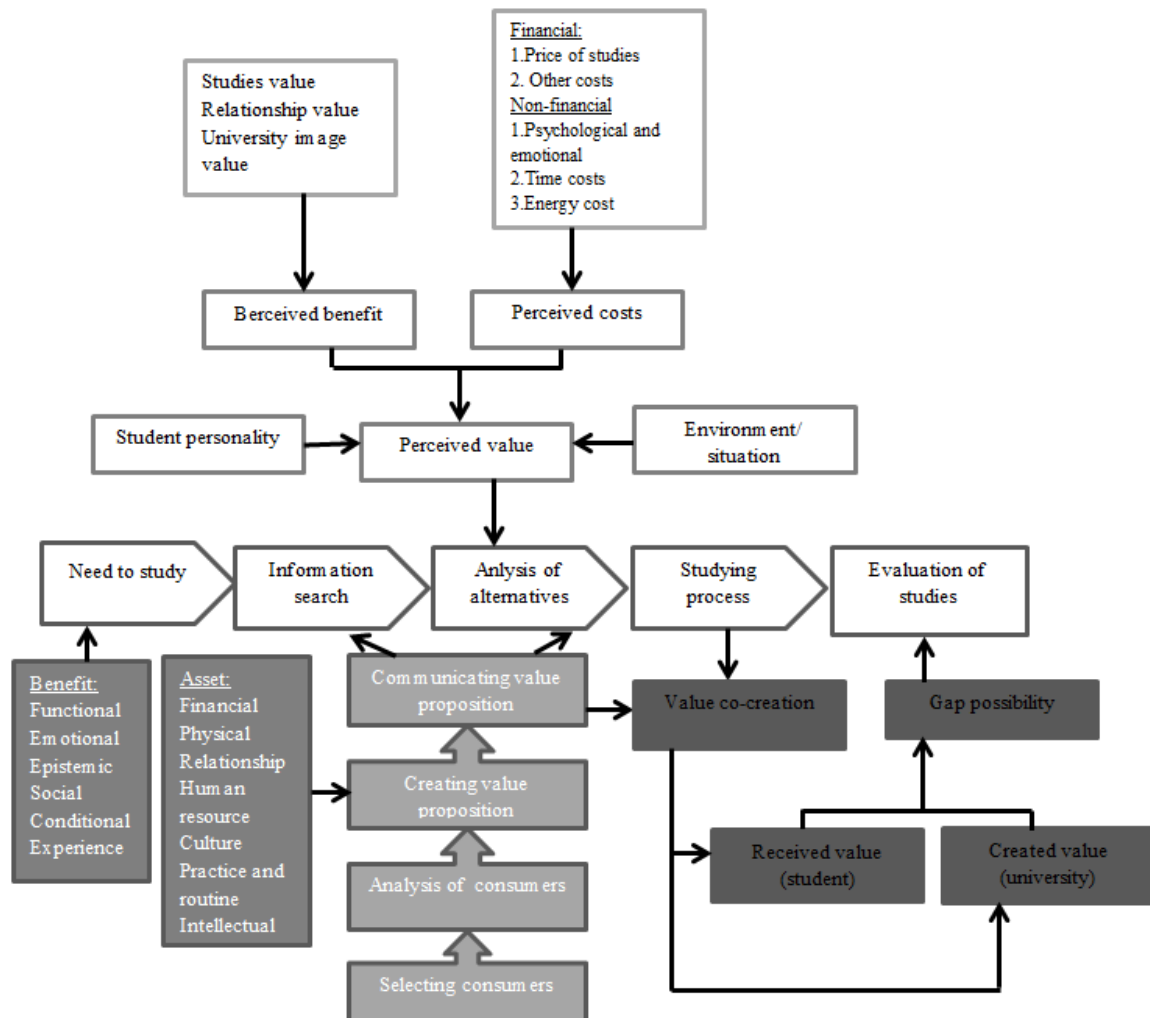 Financial:
1.Price of studies
2. Other costs
Non-financial
1.Psychological and
emotional
2.Time costs
3.Energy cost
Studies value
Relationship value
University image
value
Berceived benefit
Perceived costs
Student personality
Perceived value
Environment/
situation
Need to study
Information
search
Anlysis of
alternatives
Studying
process
Evaluation of
studies
Benefit:
Functional
Emotional
Epistemic
Social
Conditional
Experience
Asset:
Financial
Physical
Relationship
Human
resource
Culture
Practice and
routine
Intellectual
Communicating value
proposition
Creating value
proposition
Analysis of consumers
Selecting consumers
Value co-creation
Gap possibility
Received value
(student)
Created value
(university)